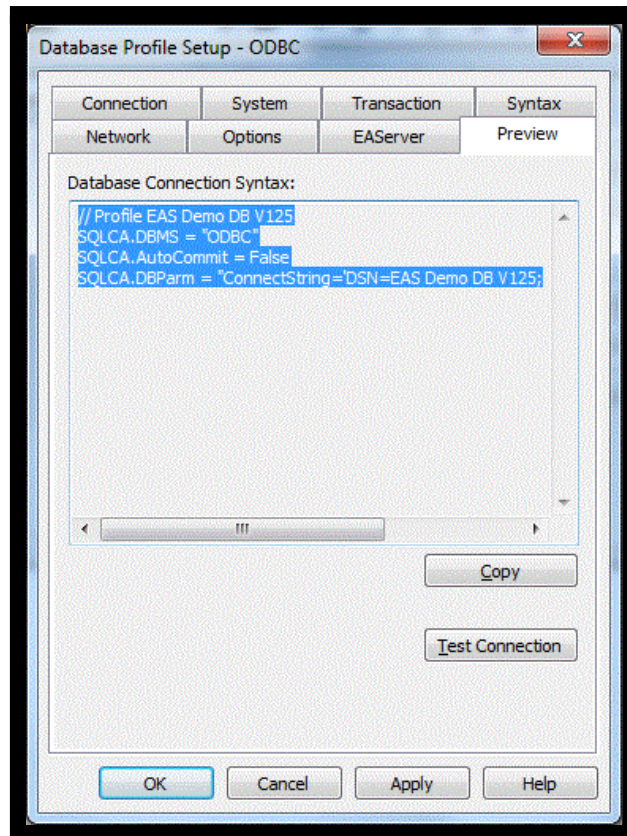 Database Profile Setup - ODBC
Connection System Transaction Syntax
Network Options EAServer Preview
Database Connection Syntax:
// Profile EAS Demo DB V125
SQLCA.DBMS = "ODBC"
SQLCA.AutoCommit = False
SQLCA.DBParm = "ConnectString='DSN=EAS Demo DB V125;
Copy
Test Connection
OK Cancel Apply Help